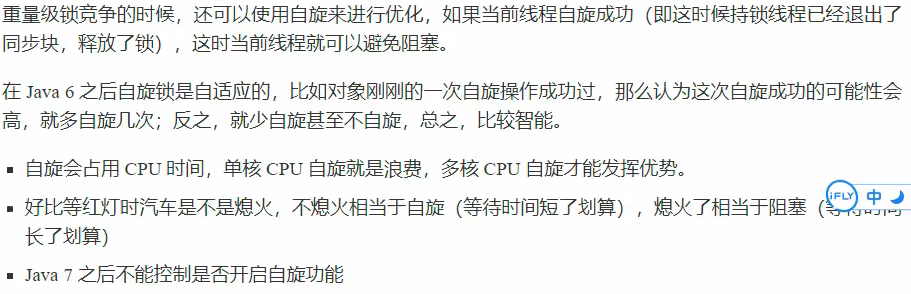 重量级锁竞争的时候，还可以使用自旋来进行优化，如果当前线程自旋成功（即这时候持锁线程已经退出了
同步块，释放了锁），这时当前线程就可以避免阻塞。
在 Java 6 之后自旋锁是自适应的，比如对象刚刚的一次自旋操作成功过，那么认为这次自旋成功的可能性会
高，就多自旋几次；反之，就少自旋甚至不自旋，总之，比较智能。
▪ 自旋会占用 CPU 时间，单核 CPU 自旋就是浪费，多核 CPU 自旋才能发挥优势。
▪ 好比等红灯时汽车是不是熄火，不熄火相当于自旋（等待时间短了划算），熄火了相当于阻塞（等待时间
iFLY 中
长了划算）
▪ Java 7 之后不能控制是否开启自旋功能